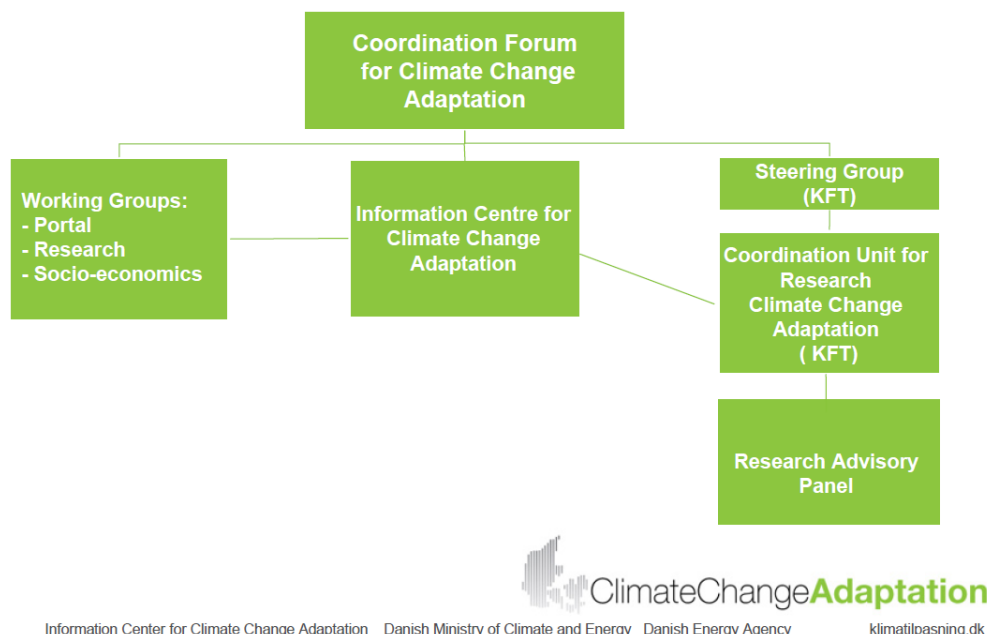 Coordination Forum
for Climate Change
Adaptation
Working Groups:
- Portal
- Research
- Socio-economics
Information Centre for
Climate Change
Adaptation
Steering Group
(KFT)
Coordination Unit for
Research
Climate Change
Adaptation
( KFT)
Research Advisory
Panel
ClimateChangeAdaptation
Information Center for Climate Change Adaptation Danish Ministry of Climate and Energy Danish Energy Agency klimatilpasning.dk